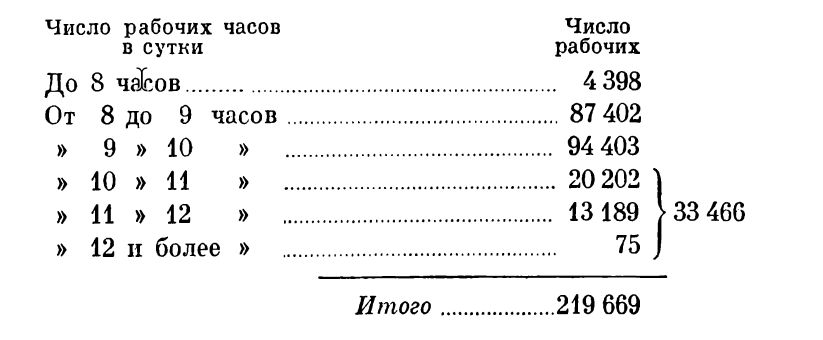 Число рабочих часов в сутки Число рабочих
До 8 часов ........ 4 398
От 8 до 9 часов ........ 87 402
» 9 » 10 » ........ 94 403
» 10 » 11 » ........ 20 202
» 11 » 12 » ........ 13 189 } 33 466
» 12 и более » ........ 75
Итого ........ 219 669